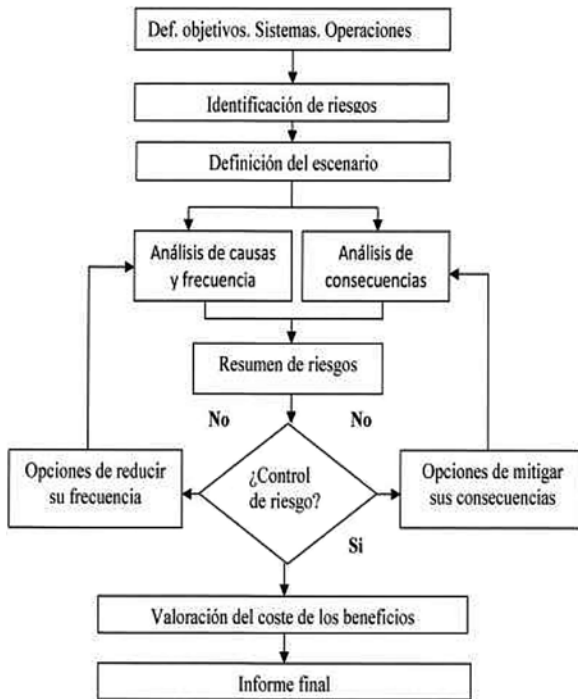 Def. objetivos. Sistemas. Operaciones
Identificación de riesgos
Definición del escenario
Análisis de causas
y frecuencia
Análisis de
consecuencias
Resumen de riesgos
No
No
Opciones de reducir
su frecuencia
¿Control
de riesgo?
Opciones de mitigar
sus consecuencias
Si
Valoración del coste de los beneficios
Informe final